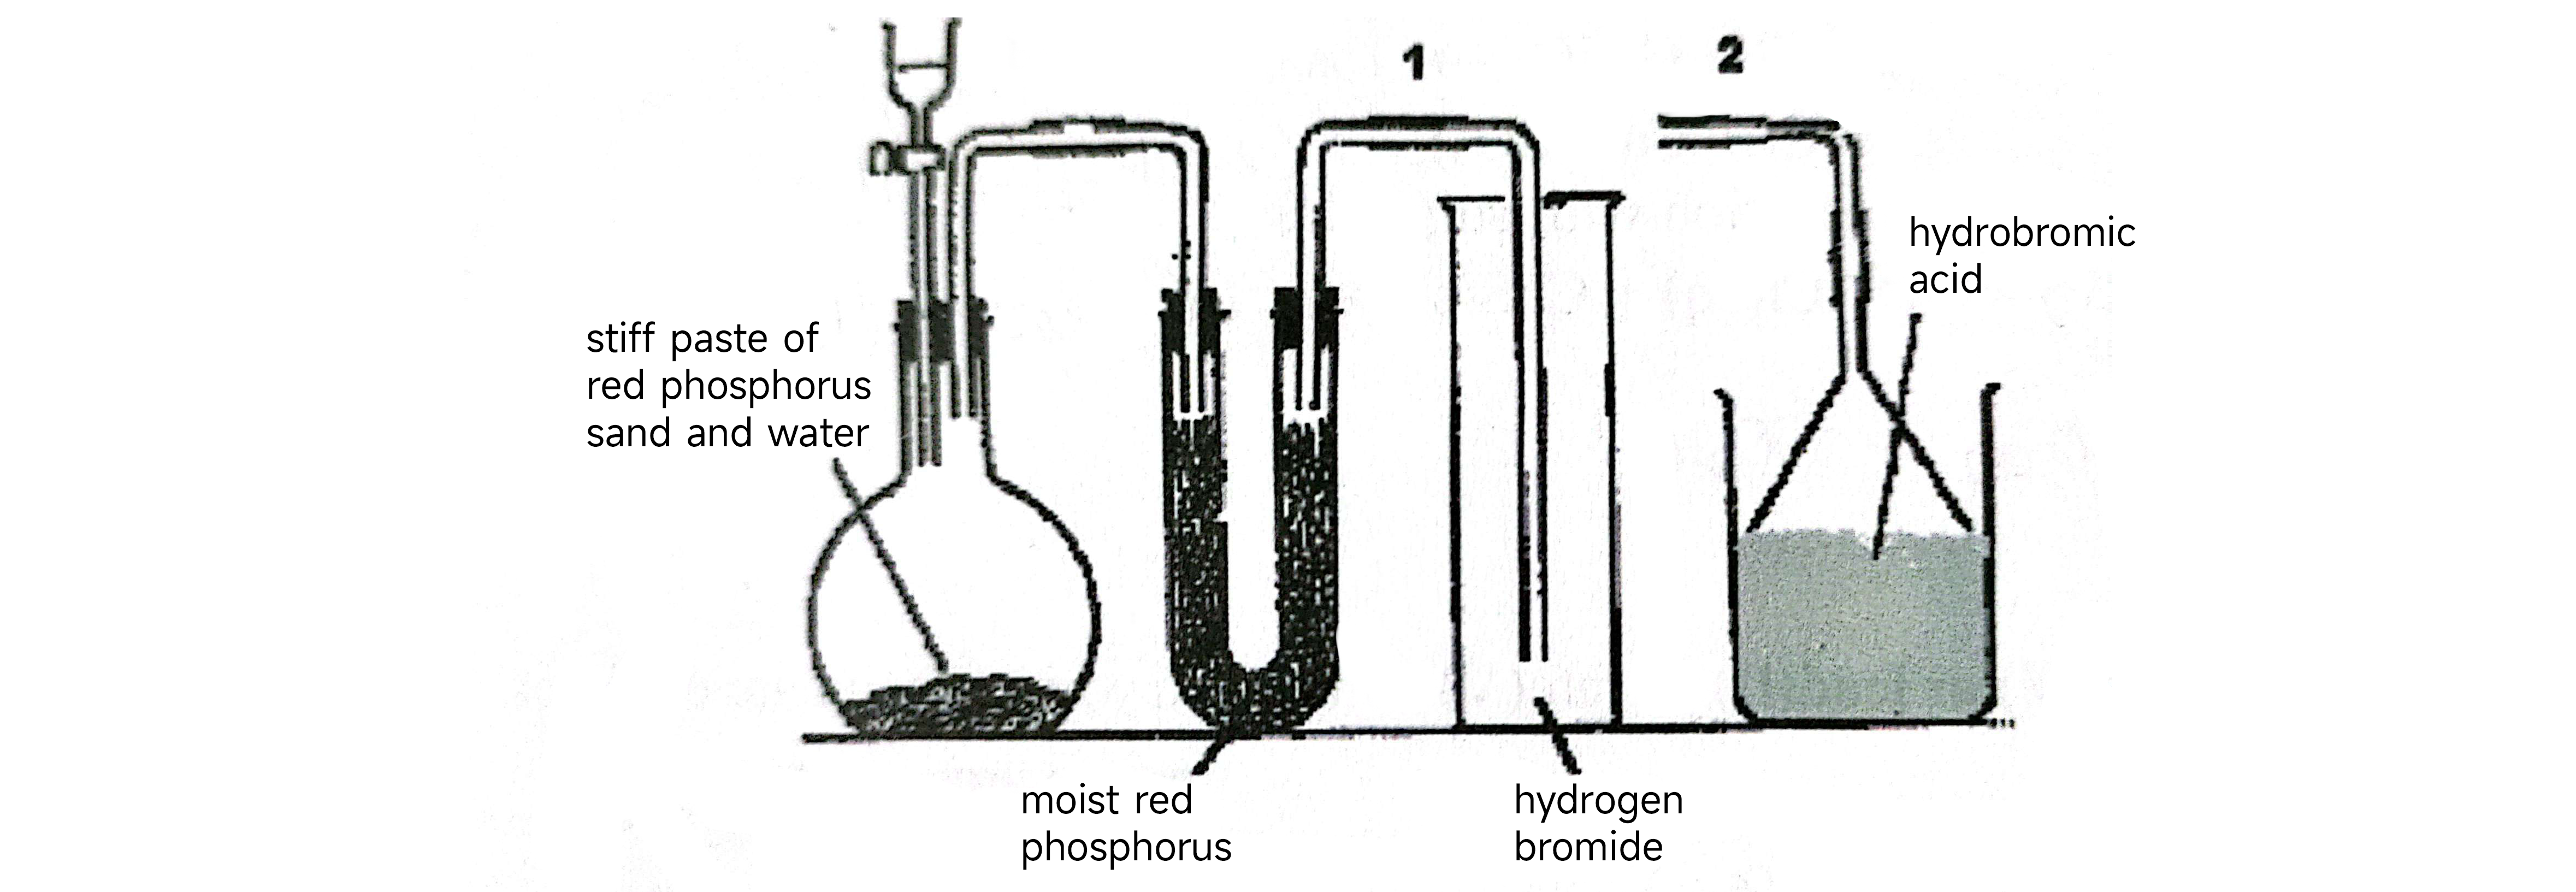 1
2
hydrobromic
acid
stiff paste of
red phosphorus
sand and water
moist red
phosphorus
hydrogen
bromide